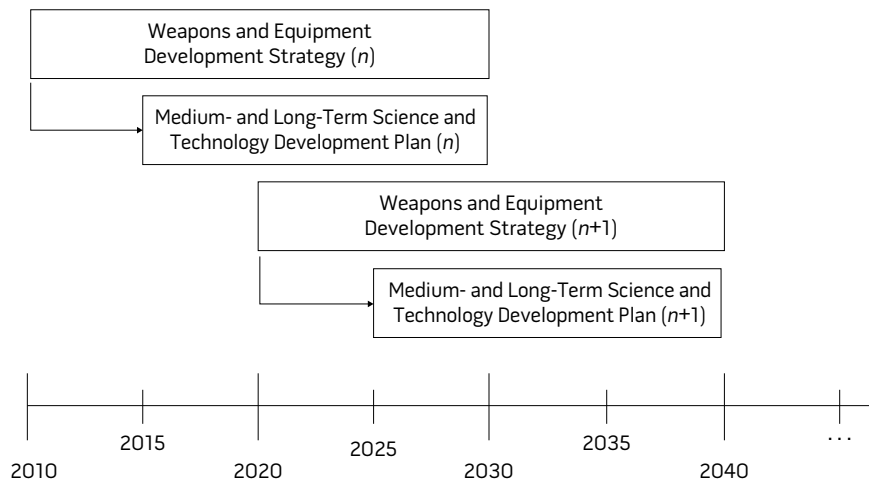 Weapons and Equipment
Development Strategy (n)
Medium- and Long-Term Science and
Technology Development Plan (n)
Weapons and Equipment
Development Strategy (n+1)
Medium- and Long-Term Science and
Technology Development Plan (n+1)
2015 2025 2035 ...
2010 2020 2030 2040